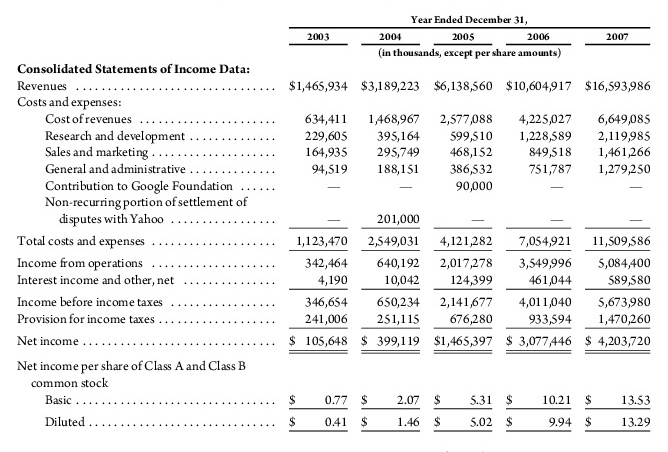 Year Ended December 31,
2003 2004 2005 2006 2007
(in thousands, except per share amounts)
Consolidated Statements of Income Data:
Revenues .............................. $1,465,934 $3,189,223 $6,138,560 $10,604,917 $16,593,986
Costs and expenses:
Cost of revenues ..................... 634,411 1,468,967 2,577,088 4,225,027 6,649,085
Research and development .............. 229,605 395,164 599,510 1,228,589 2,119,985
Sales and marketing .................... 164,935 295,749 468,152 849,518 1,461,266
General and administrative .............. 94,519 188,151 386,532 751,787 1,279,250
Contribution to Google Foundation ...... — — 90,000 — —
Non-recurring portion of settlement of
disputes with Yahoo ................. — 201,000 — — —
Total costs and expenses .................... 1,123,470 2,549,031 4,121,282 7,054,921 11,509,586
Income from operations ................. 342,464 640,192 2,017,278 3,549,996 5,084,400
Interest income and other, net ............... 4,190 10,042 124,399 461,044 589,580
Income before income taxes ................. 346,654 650,234 2,141,677 4,011,040 5,673,980
Provision for income taxes ................... 241,006 251,115 676,280 933,594 1,470,260
Net income ............................... $ 105,648 $ 399,119 $1,465,397 $ 3,077,446 $ 4,203,720
Net income per share of Class A and Class B
common stock
Basic ................................ $ 0.77 $ 2.07 $ 5.31 $ 10.21 $ 13.53
Diluted .............................. $ 0.41 $ 1.46 $ 5.02 $ 9.94 $ 13.29